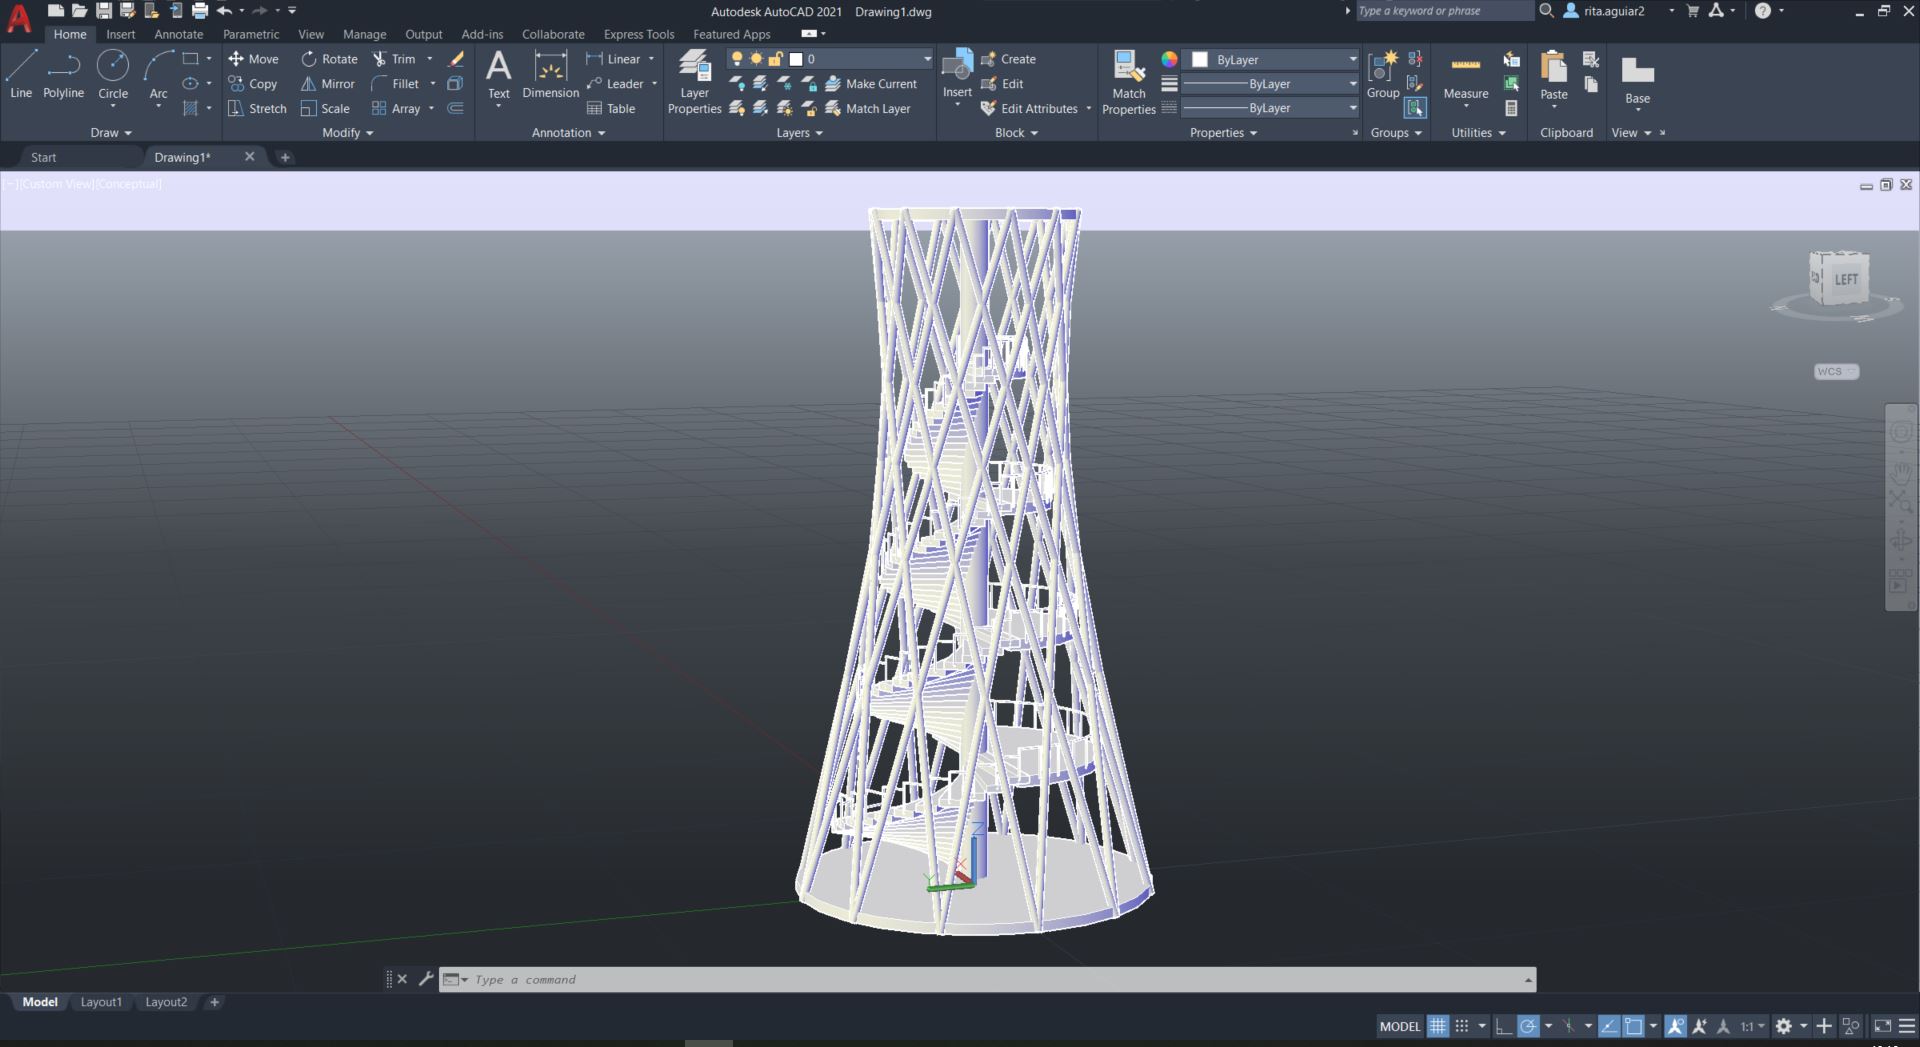 Autodesk AutoCAD 2021 Drawing1.dwg
Type a keyword or phrase
rita.aguiar2
Home Insert Annotate Parametric View Manage Output Add-ins Collaborate Express Tools Featured Apps
Line Polyline Circle Arc
Move Rotate Trim
Copy Mirror Fillet
Stretch Scale Array
Text Dimension
Linear
Leader
Table
Layer Properties
0
Make Current
Match Layer
Insert
Create
Edit
Edit Attributes
Match Properties
ByLayer
ByLayer
ByLayer
Group
Measure
Paste
Base
Draw Modify Annotation Layers Block Properties Groups Utilities Clipboard View
Start Drawing1*
[−][Custom View][Conceptual]
LEFT
WCS
Z
X
Y
Type a command
Model Layout1 Layout2
MODEL 1:1